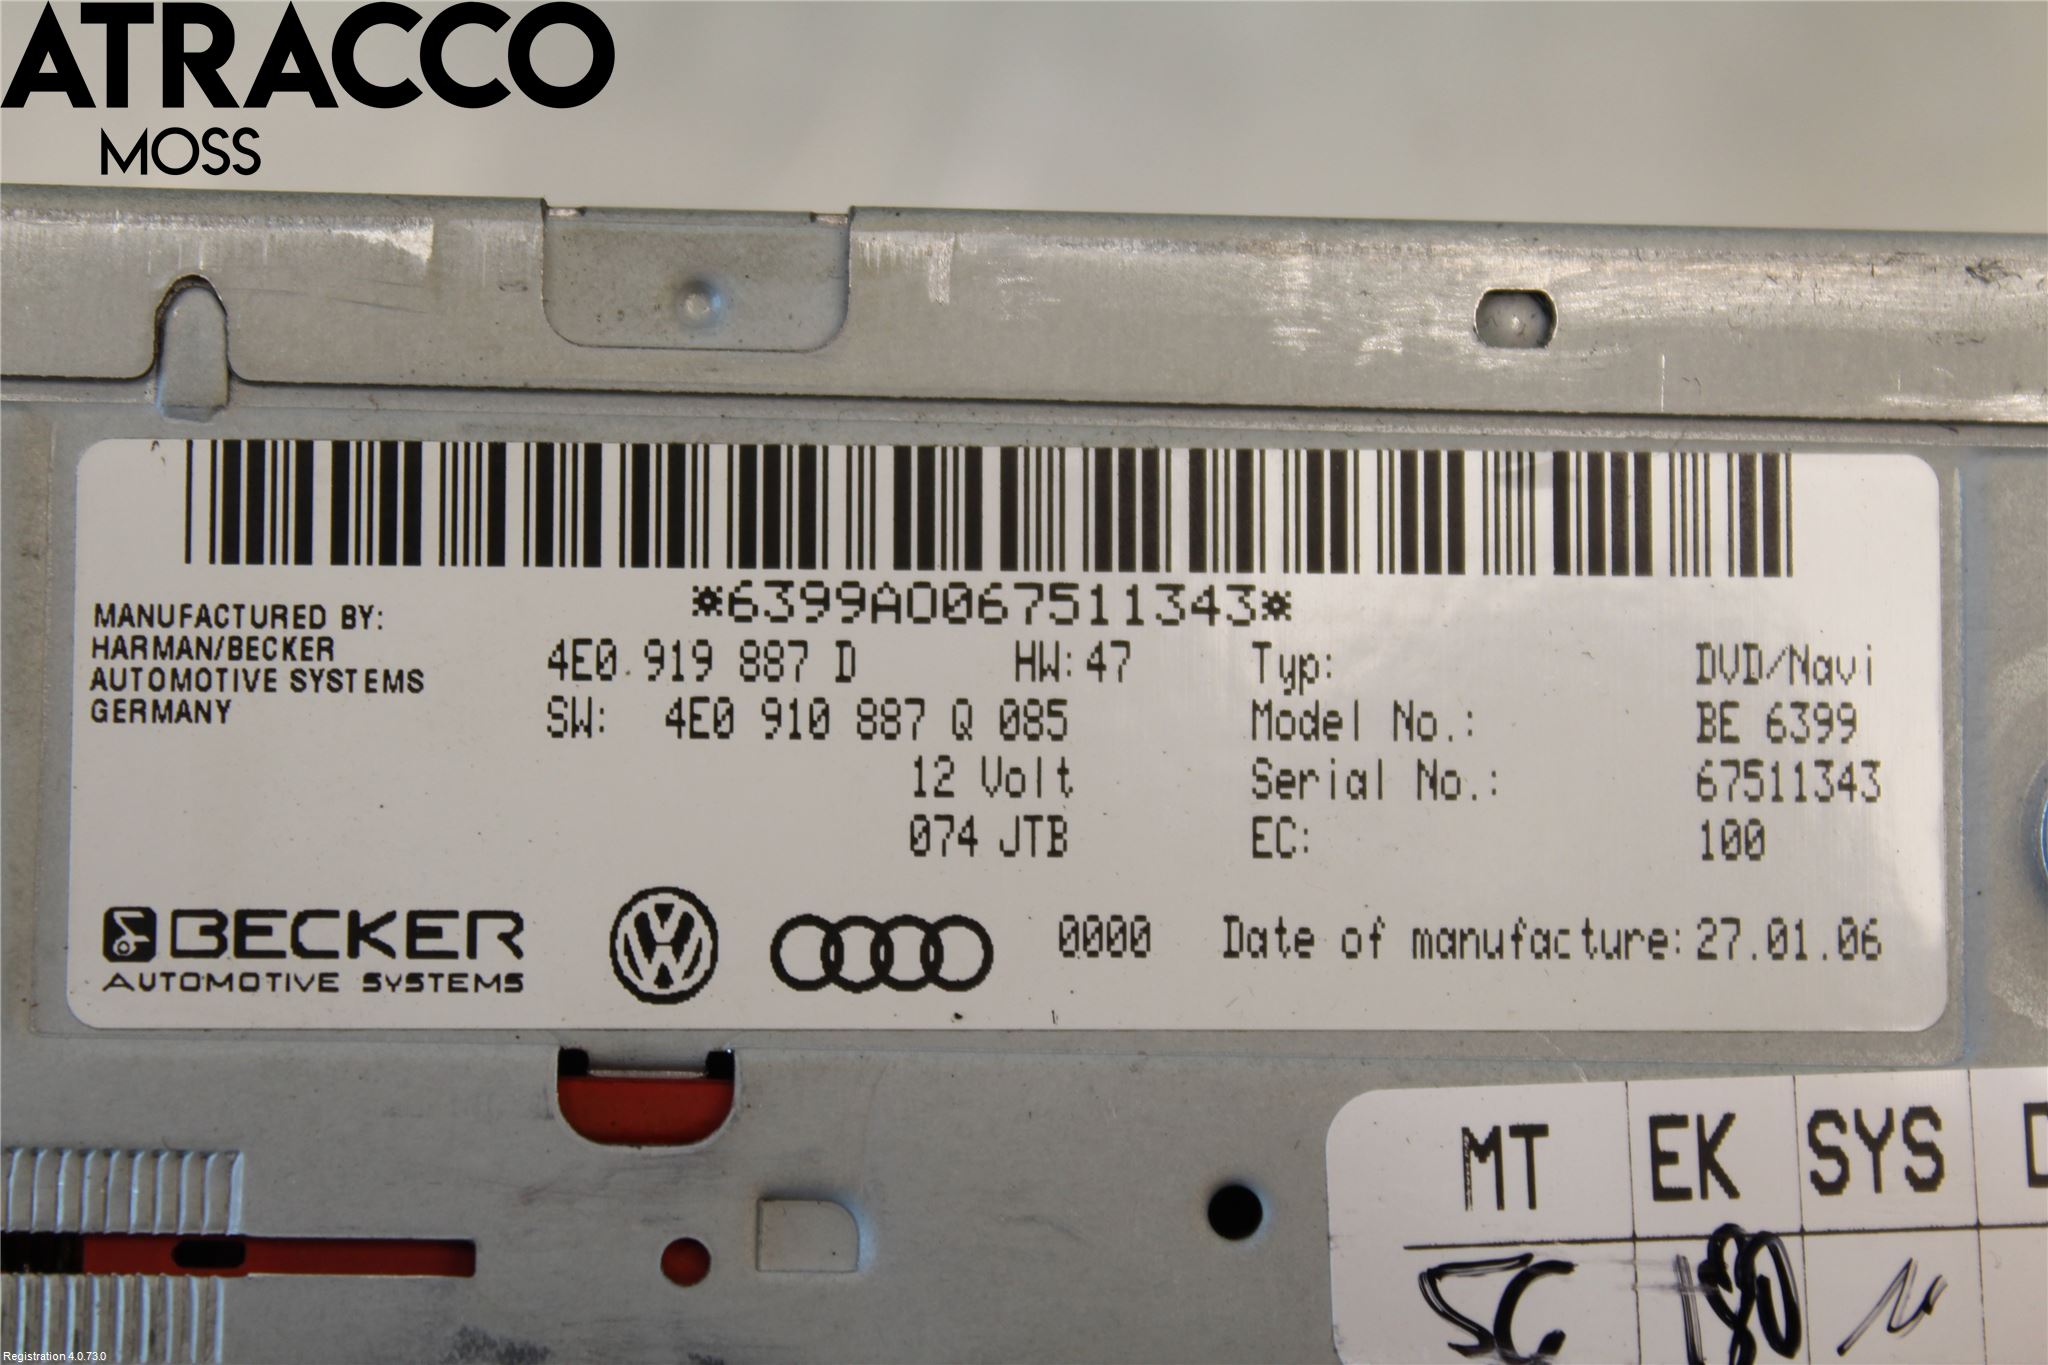 ATRACCO
MOSS
*6399A0067511343*
MANUFACTURED BY:
HARMAN/BECKER
AUTOMOTIVE SYSTEMS
GERMANY
4E0 919 887 D HW: 47
SW: 4E0 910 887 Q 085
12 Volt
074 JTB
Typ: DVD/Navi
Model No.: BE 6399
Serial No.: 67511343
EC: 100
BECKER
AUTOMOTIVE SYSTEMS
0000 Date of manufacture: 27.01.06
MT EK SYS
Registration 4.0.73.0